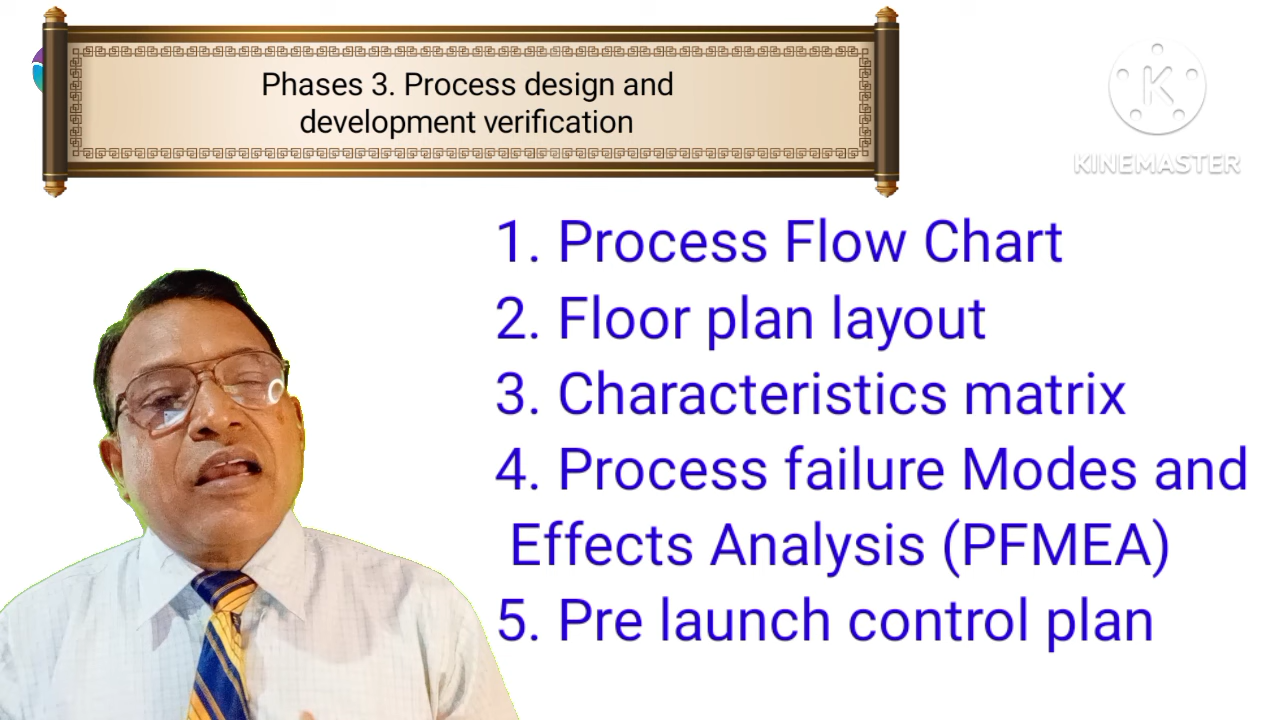 Phases 3. Process design and
development verification
KINEMASTER
1. Process Flow Chart
2. Floor plan layout
3. Characteristics matrix
4. Process failure Modes and
Effects Analysis (PFMEA)
5. Pre launch control plan